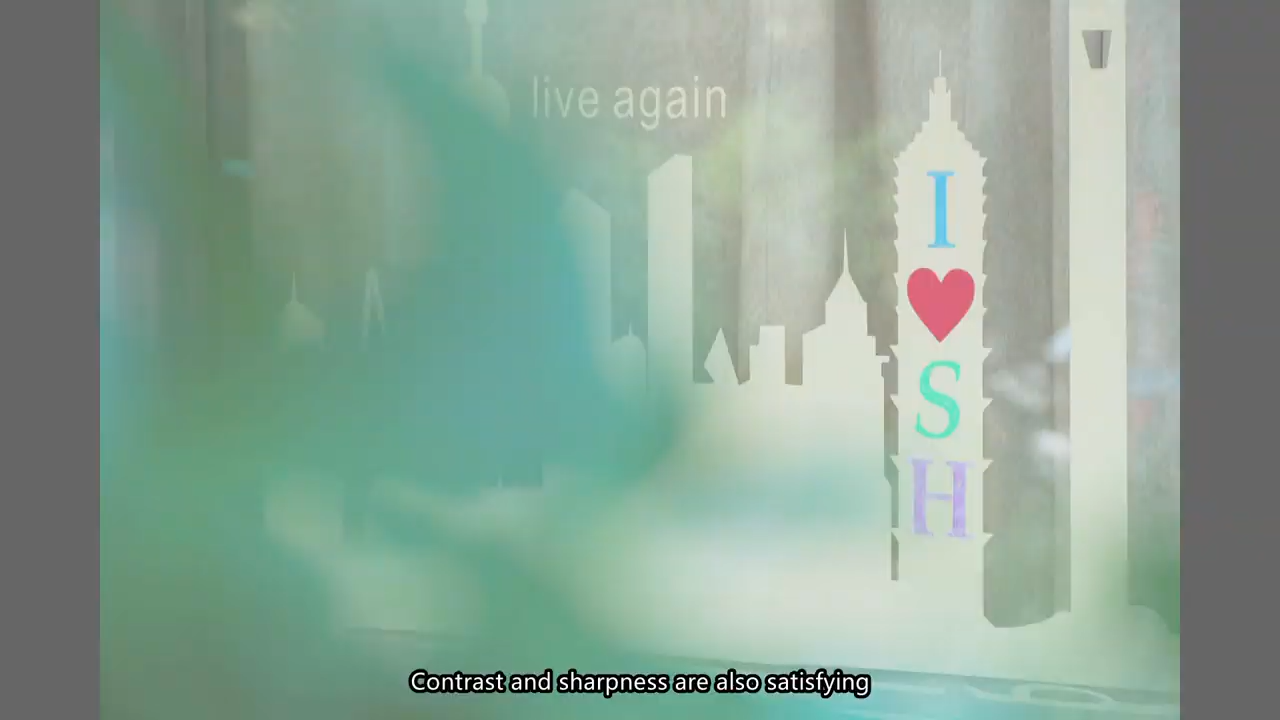 live again
I
S
H
Contrast and sharpness are also satisfying